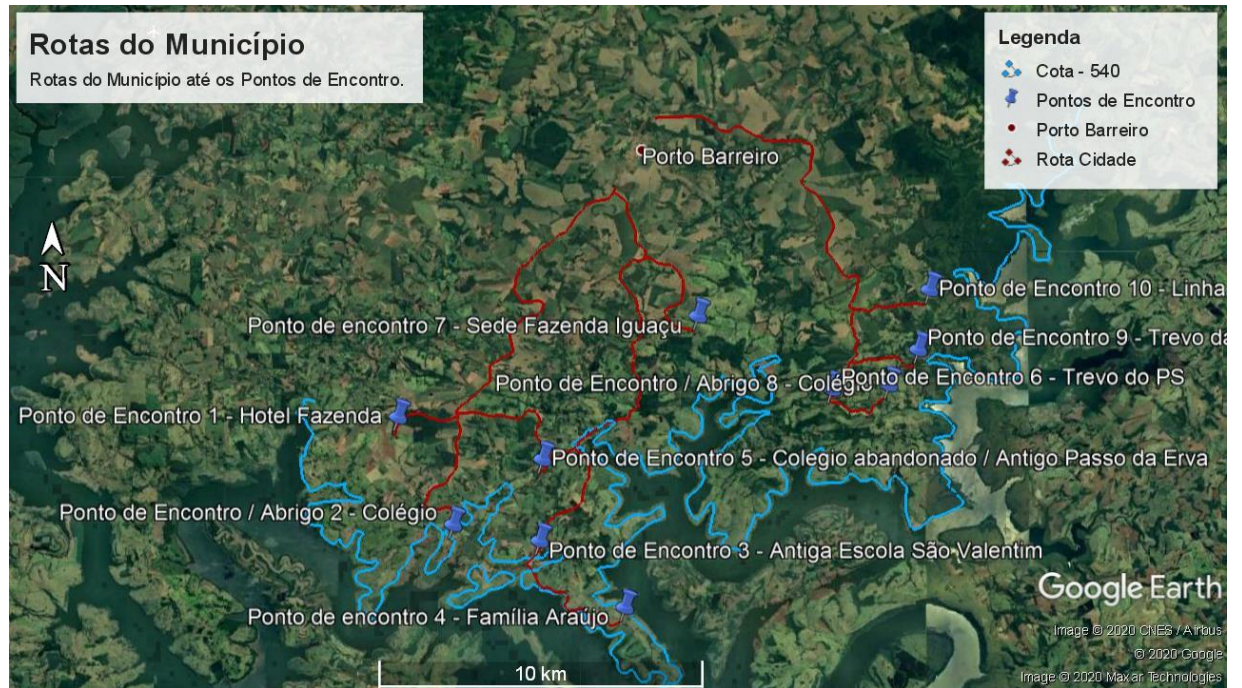 Rotas do Município
Rotas do Município até os Pontos de Encontro.
Legenda
Cota - 540
Pontos de Encontro
Porto Barreiro
Rota Cidade
Porto Barreiro
N
Ponto de Encontro 10 - Linha
Ponto de encontro 7 - Sede Fazenda Iguaçu
Ponto de Encontro 9 - Trevo da
Ponto de Encontro / Abrigo 8 - Colégio
Ponto de Encontro 6 - Trevo do PS
Ponto de Encontro 1 - Hotel Fazenda
Ponto de Encontro 5 - Colegio abandonado / Antigo Passo da Erva
Ponto de Encontro / Abrigo 2 - Colégio
Ponto de Encontro 3 - Antiga Escola São Valentim
Ponto de encontro 4 - Família Araújo
Google Earth
Image © 2020 CNES / Airbus
© 2020 Google
Image © 2020 Maxar Technologies
10 km